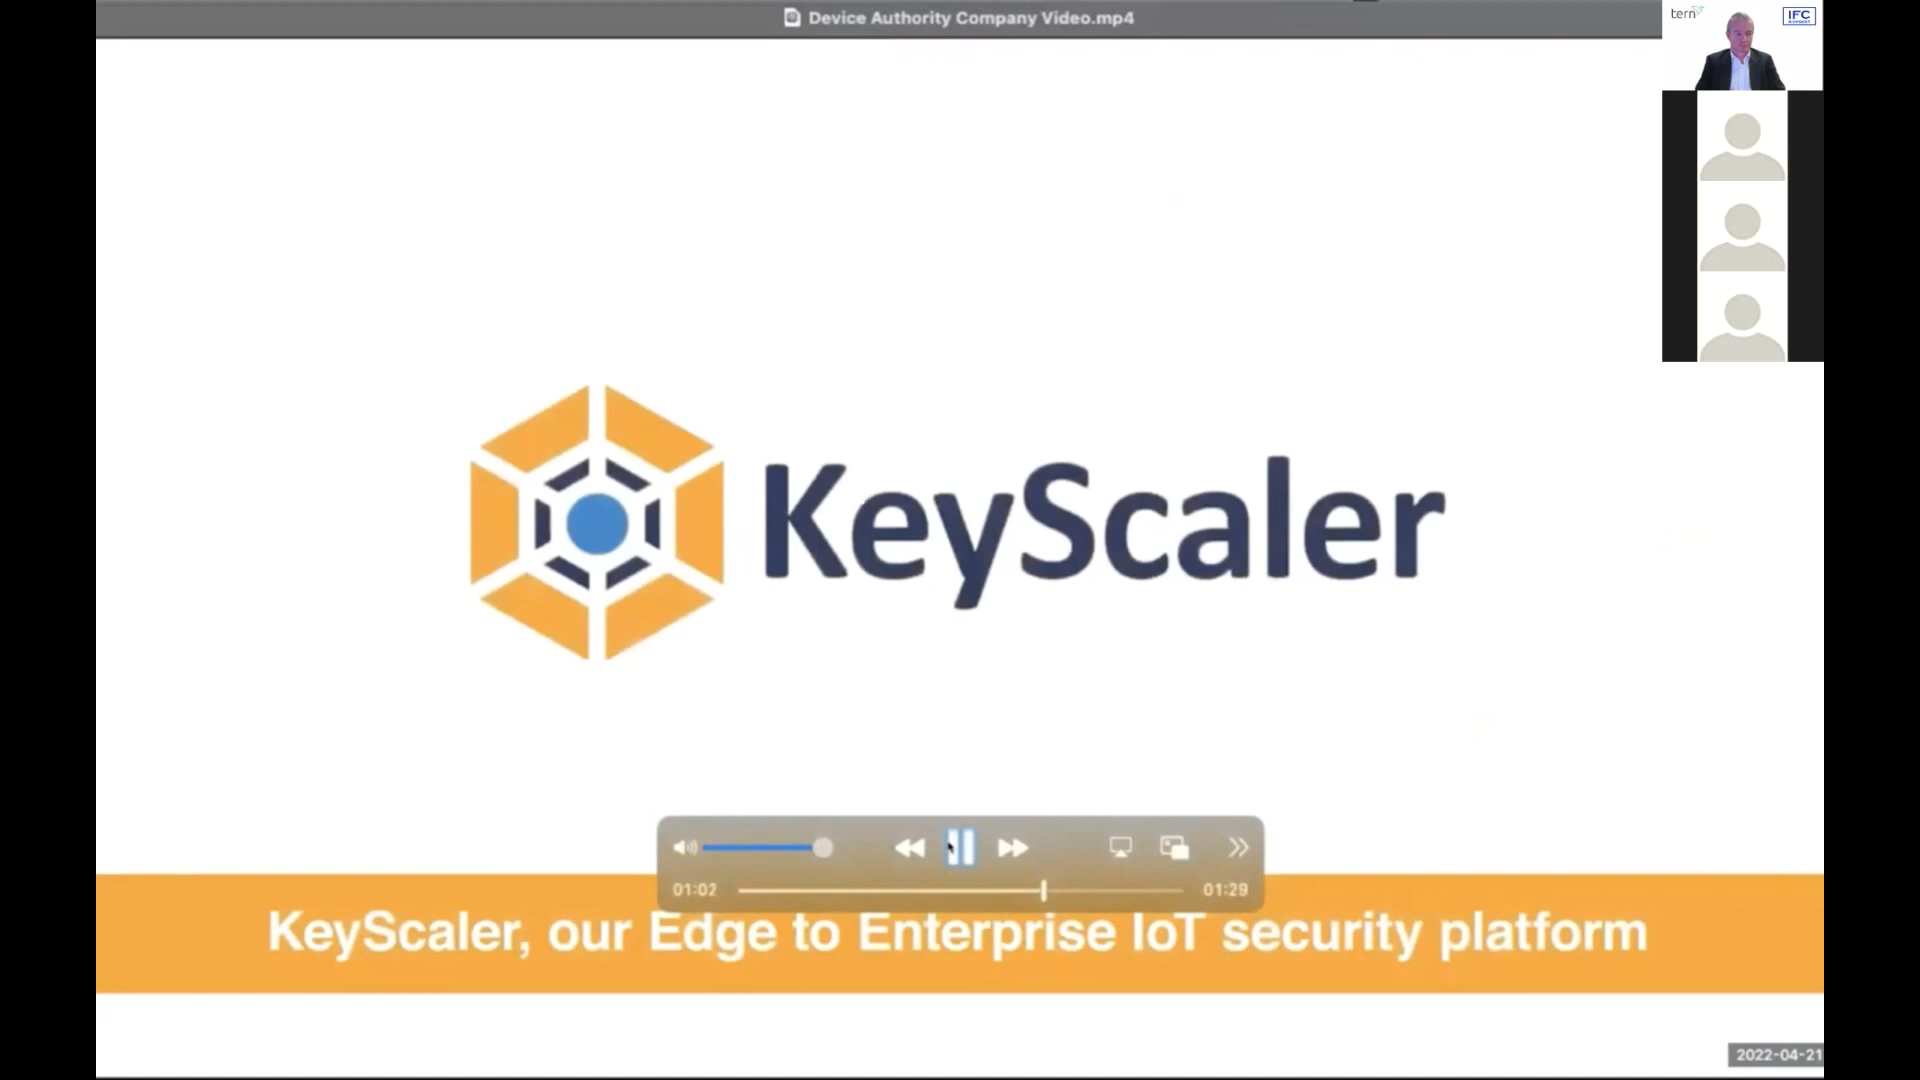 Device Authority Company Video.mp4
tern
IFC
KeyScaler
01:02
01:29
KeyScaler, our Edge to Enterprise IoT security platform
2022-04-21